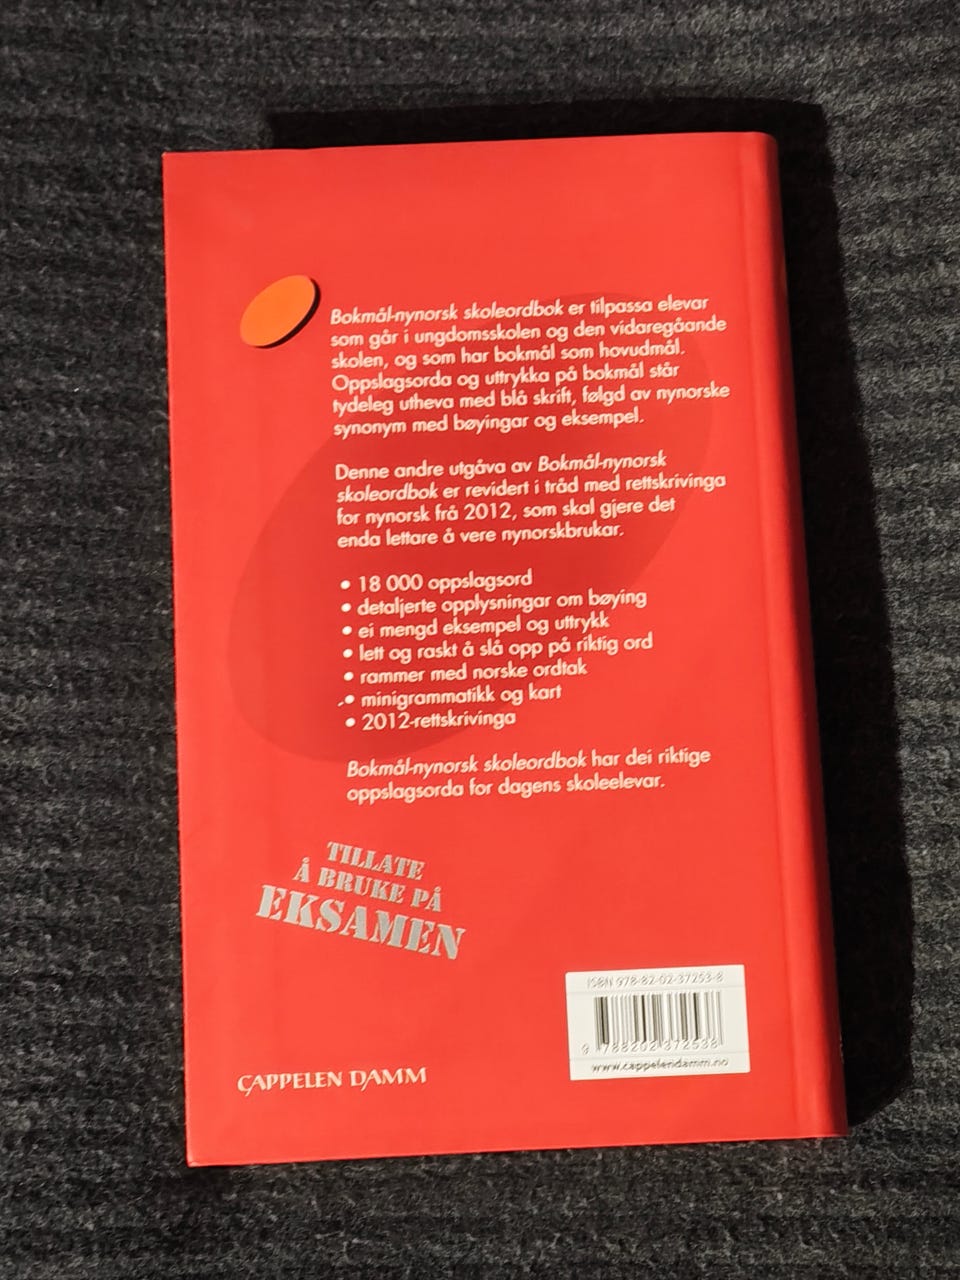 Bokmål-nynorsk skoleordbok er tilpassa elevar
som går i ungdomsskolen og den vidaregåande
skolen, og som har bokmål som hovudmål.
Oppslagsorda og uttrykka på bokmål står
tydeleg utheva med blå skrift, følgd av nynorske
synonym med bøyingar og eksempel.
Denne andre utgåva av Bokmål-nynorsk
skoleordbok er revidert i tråd med rettskrivinga
for nynorsk frå 2012, som skal gjere det
enda lettare å vere nynorskbrukar.
• 18 000 oppslagsord
• detaljerte opplysningar om bøying
• ei mengd eksempel og uttrykk
• lett og raskt å slå opp på riktig ord
• rammer med norske ordtak
• minigrammatikk og kart
• 2012-rettskrivinga
Bokmål-nynorsk skoleordbok har dei riktige
oppslagsorda for dagens skoleelevar.
TILLATE
Å BRUKE PÅ
EKSAMEN
ISBN 978-82-02-37253-8
9 788202 372538
www.cappelendamm.no
CAPPELEN DAMM